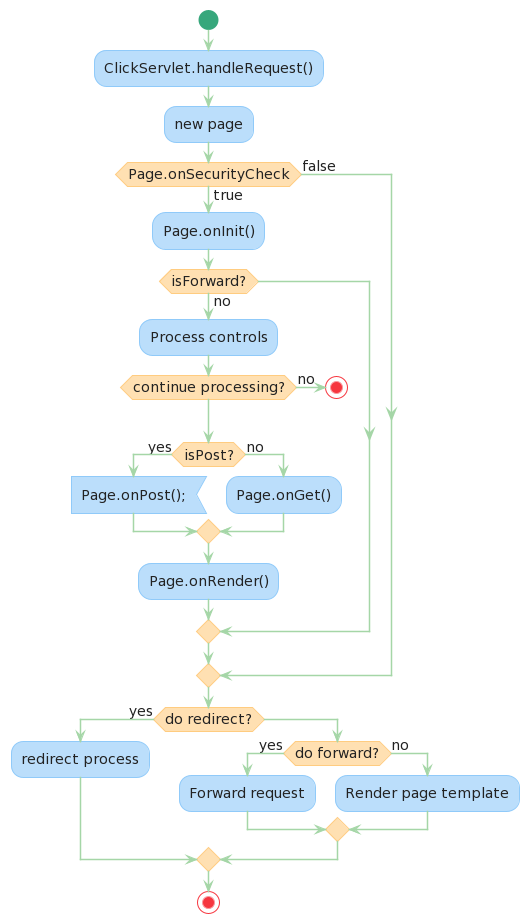 ClickServlet.handleRequest()
new page
Page.onSecurityCheck
false
true
Page.onInit()
isForward?
no
Process controls
continue processing?
no
yes
isPost?
no
Page.onPost();
Page.onGet()
Page.onRender()
yes
do redirect?
redirect process
yes
do forward?
no
Forward request
Render page template